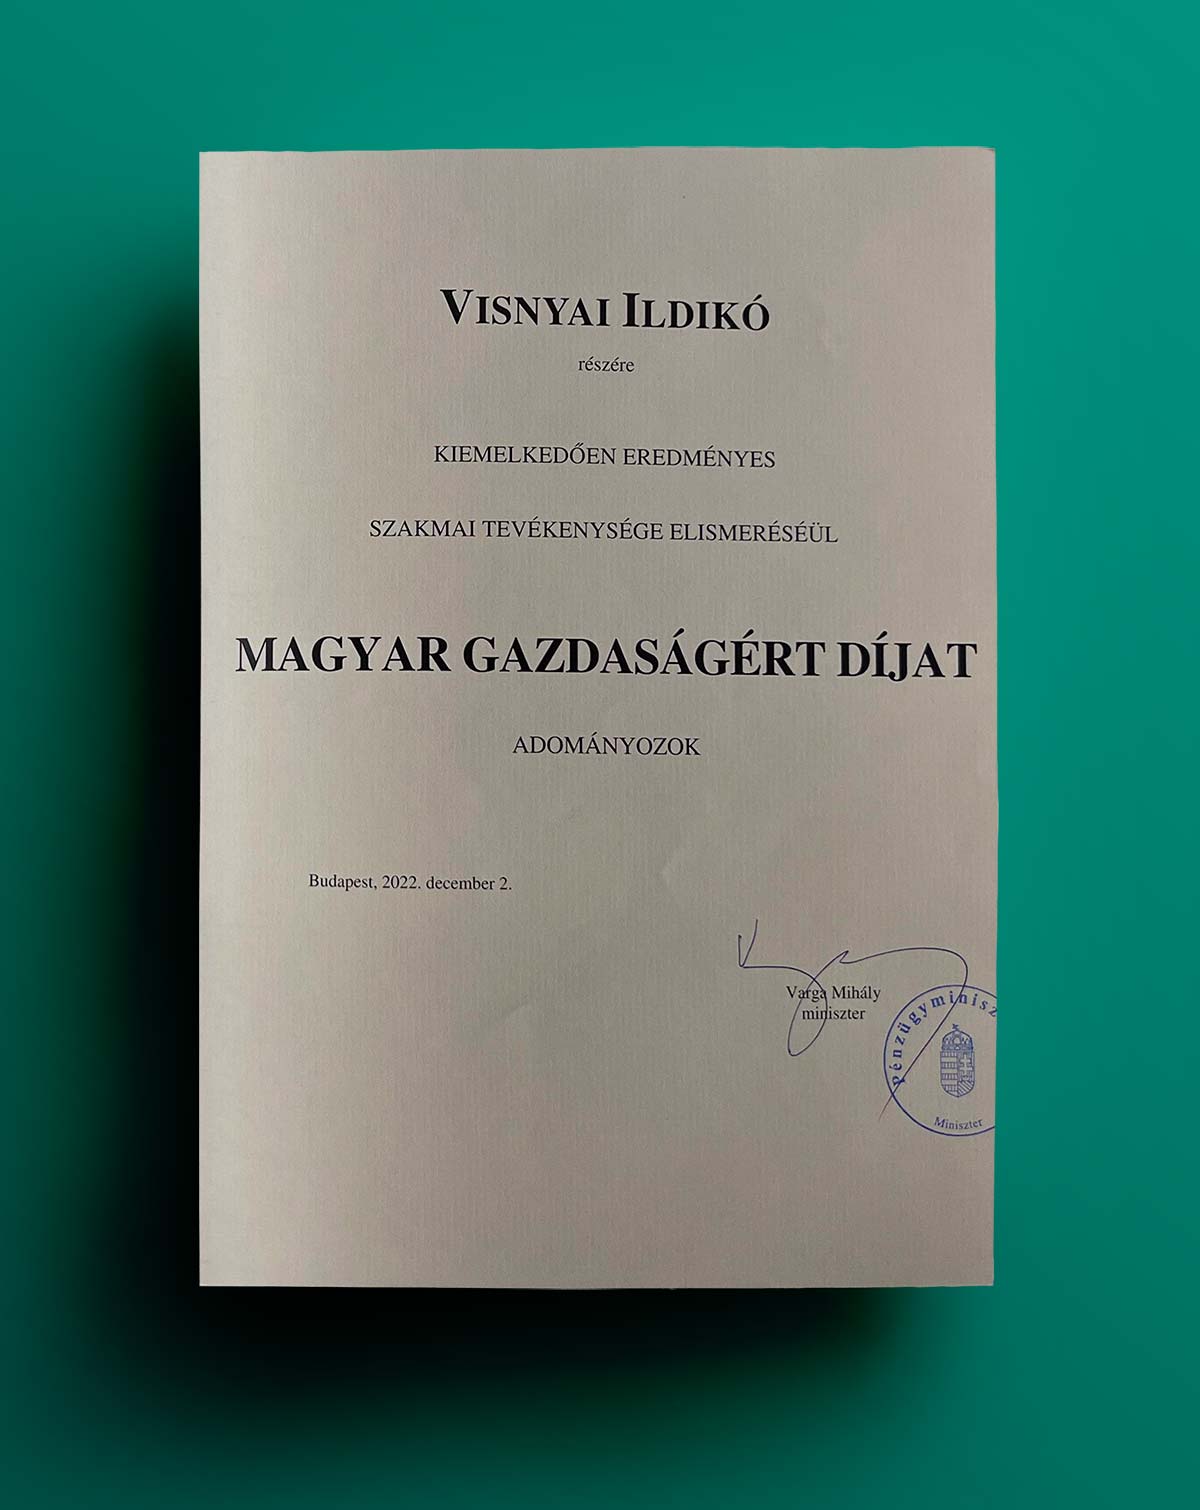 VISNYAI ILDIKÓ
részére
KIEMELKEDŐEN EREDMÉNYES
SZAKMAI TEVÉKENYSÉGE ELISMERÉSÉÜL
MAGYAR GAZDASÁGÉRT DÍJAT
ADOMÁNYOZOK
Budapest, 2022. december 2.
Varga Mihály
miniszter
pénzügyminisz
Miniszter